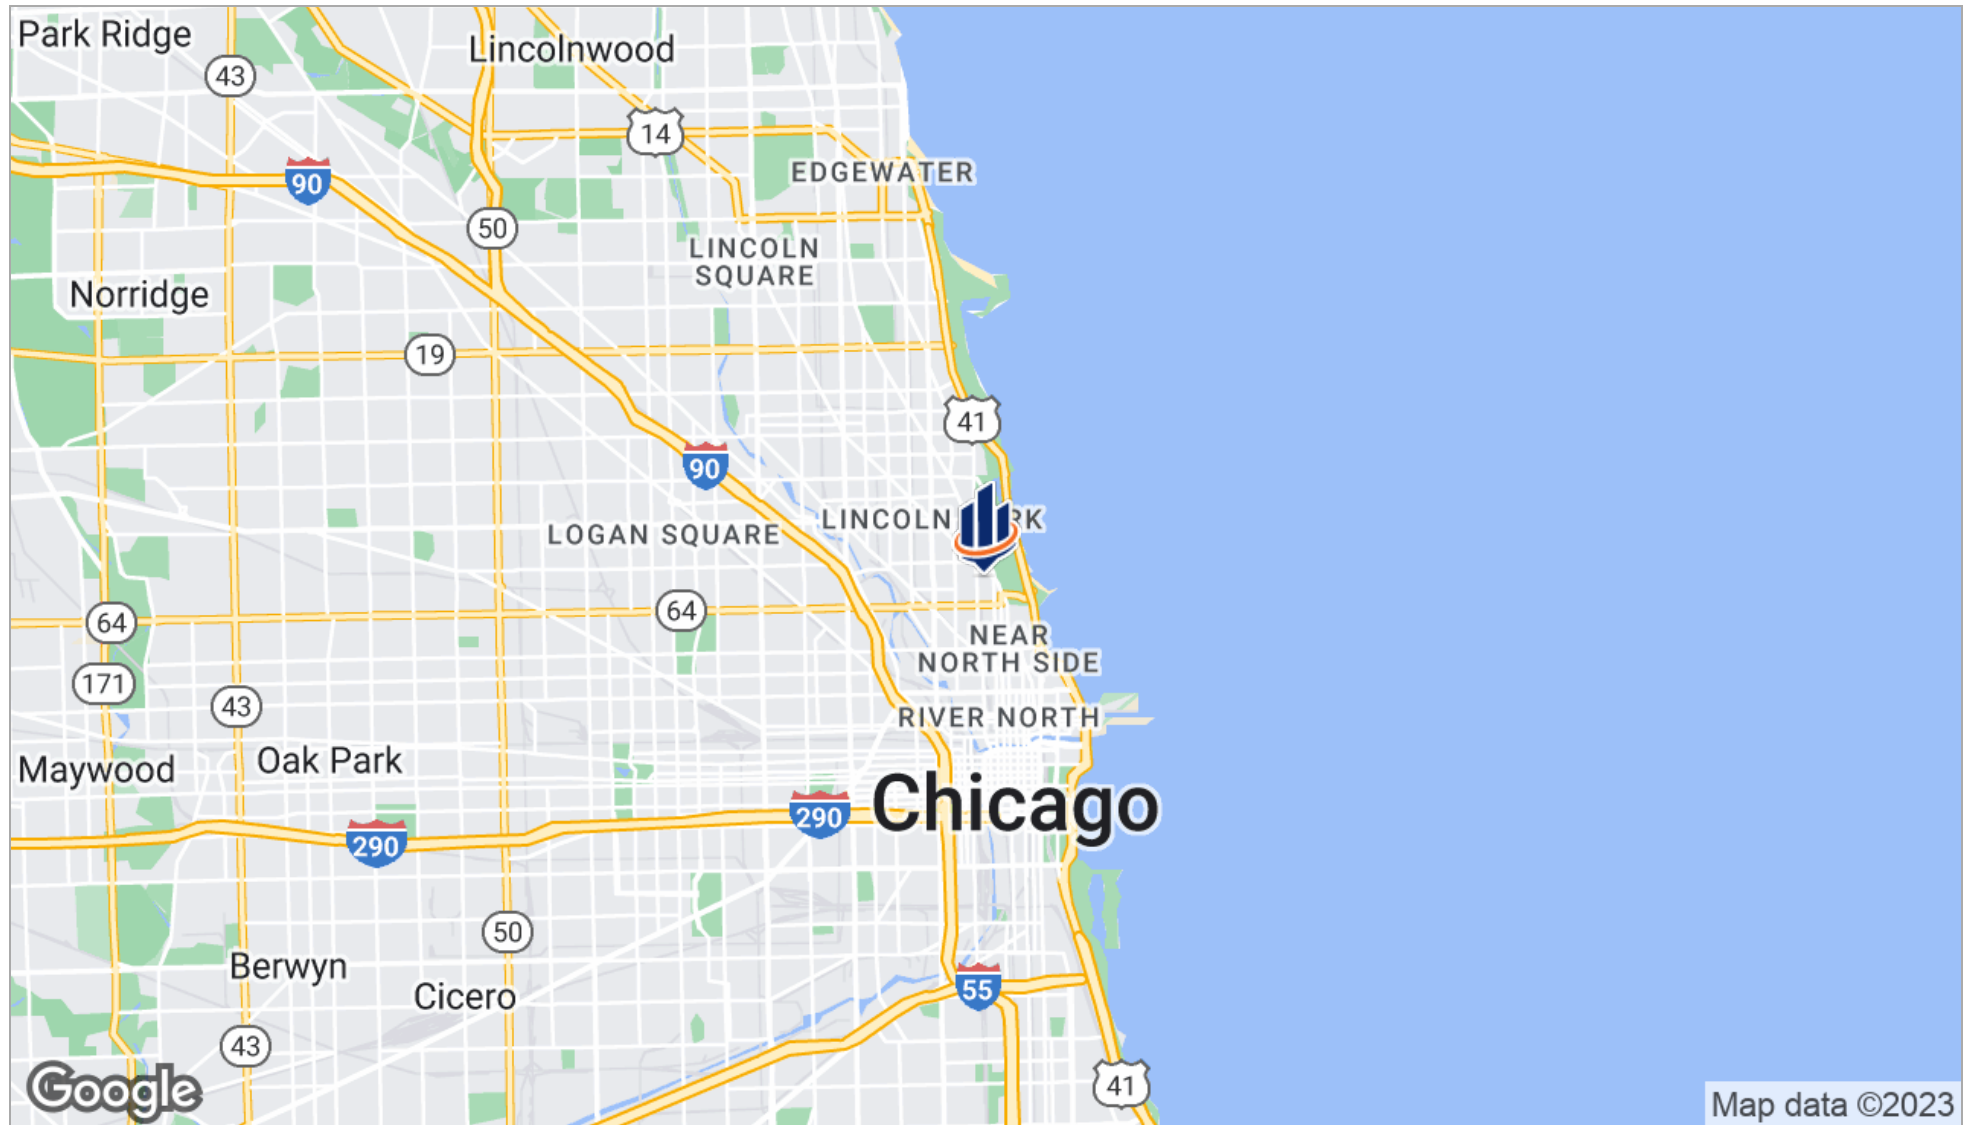 Park Ridge
Lincolnwood
43
14
EDGEWATER
90
50
LINCOLN
SQUARE
Norridge
19
41
90
LINCOLN RK
LOGAN SQUARE
64
64
NEAR
NORTH SIDE
171
43
RIVER NORTH
Maywood
Oak Park
Chicago
290
290
50
Berwyn
Cicero
55
43
41
Google
Map data ©2023